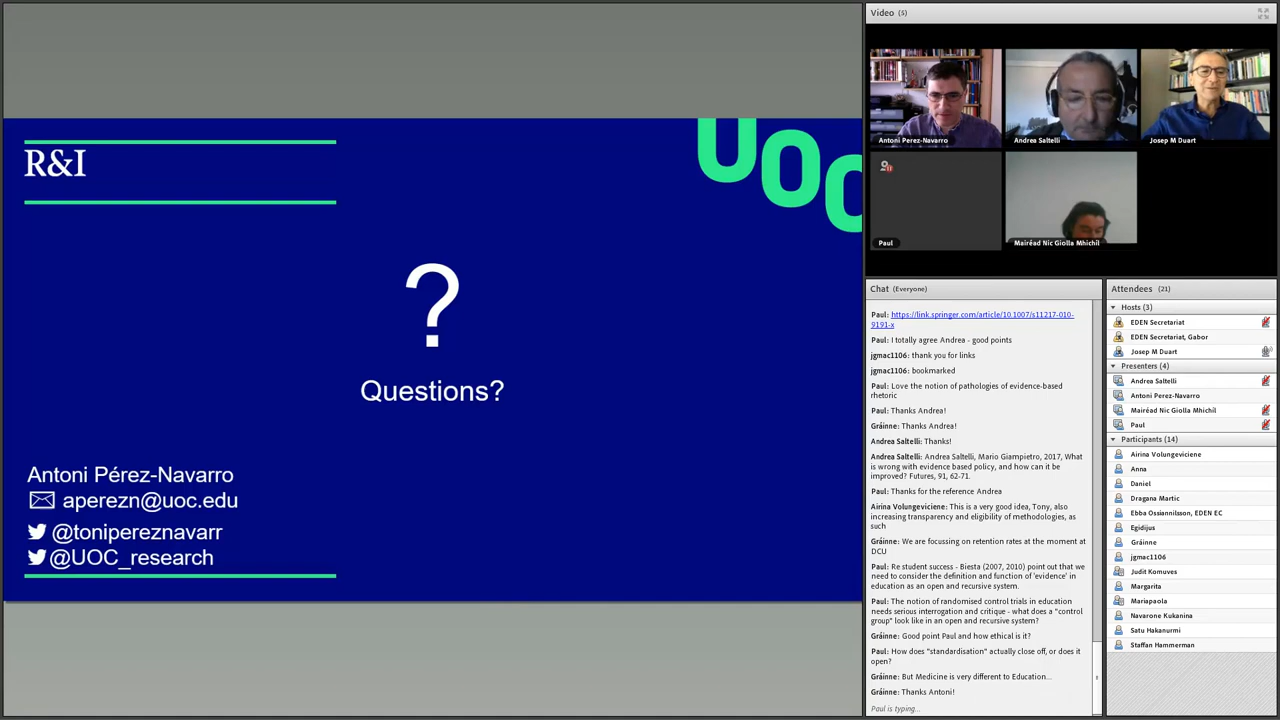 R&I
UOC
?
Questions?
Antoni Pérez-Navarro
aperezn@uoc.edu
@tonipereznavarr
@UOC_research
Video (5)
Antoni Perez-Navarro
Andrea Saltelli
Josep M Duart
Paul
Mairéad Nic Giolla Mhichíl
Chat (Everyone)
Paul: https://link.springer.com/article/10.1007/s11217-010-
9191-x
Paul: I totally agree Andrea - good points
jgmac1106: thank you for links
jgmac1106: bookmarked
Paul: Love the notion of pathologies of evidence-based
rhetoric
Paul: Thanks Andrea!
Gráinne: Thanks Andrea!
Andrea Saltelli: Thanks!
Andrea Saltelli: Andrea Saltelli, Mario Giampietro, 2017, What
is wrong with evidence based policy, and how can it be
improved? Futures, 91, 62-71.
Paul: Thanks for the reference Andrea
Airina Volungeviciene: This is a very good idea, Tony, also
increasing transparency and eligibility of methodologies, as
such
Gráinne: We are focussing on retention rates at the moment at
DCU
Paul: Re student success - Biesta (2007, 2010) point out that we
need to consider the definition and function of 'evidence' in
education as an open and recursive system.
Paul: The notion of randomised control trials in education
needs serious interrogation and critique - what does a "control
group" look like in an open and recursive system?
Gráinne: Good point Paul and how ethical is it?
Paul: How does "standardisation" actually close off, or does it
open?
Gráinne: But Medicine is very different to Education...
Gráinne: Thanks Antoni!
Paul is typing...
Attendees (21)
Hosts (3)
EDEN Secretariat
EDEN Secretariat, Gabor
Josep M Duart
Presenters (4)
Andrea Saltelli
Antoni Perez-Navarro
Mairéad Nic Giolla Mhichíl
Paul
Participants (14)
Airina Volungeviciene
Anna
Daniel
Dragana Martic
Ebba Ossiannilsson, EDEN EC
Egidijus
Gráinne
jgmac1106
Judit Komuves
Margarita
Mariapaola
Navarone Kukanina
Satu Hakanurmi
Staffan Hammerman